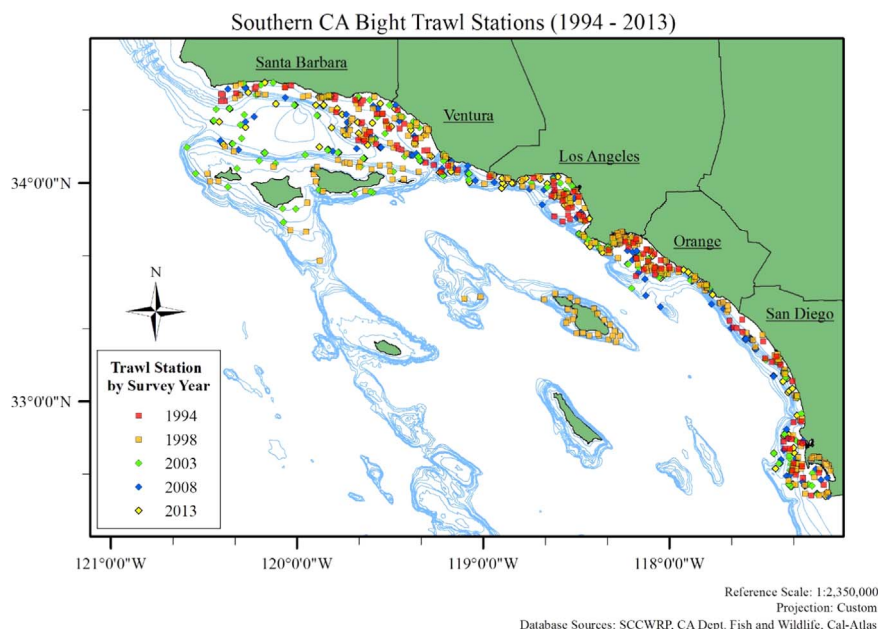 Southern CA Bight Trawl Stations (1994 - 2013)
Santa Barbara
Ventura
Los Angeles
Orange
San Diego
34°0'0"N
33°0'0"N
N
Trawl Station
by Survey Year
1994
1998
2003
2008
2013
121°0'0"W
120°0'0"W
119°0'0"W
118°0'0"W
Reference Scale: 1:2,350,000
Projection: Custom
Database Sources: SCCWRP, CA Dept. Fish and Wildlife, Cal-Atlas